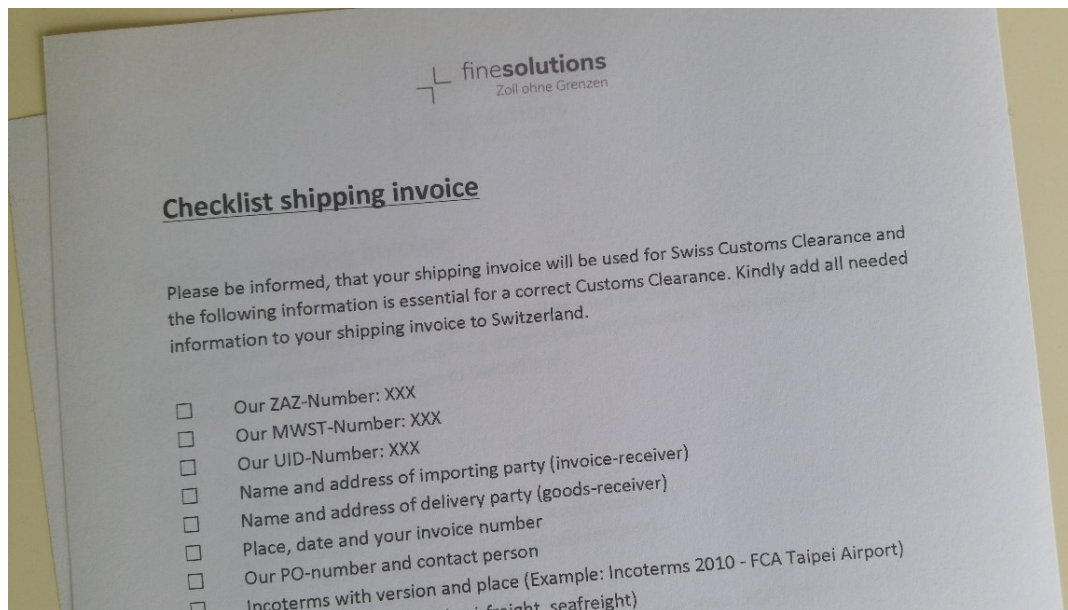 finesolutions
Zoll ohne Grenzen
Checklist shipping invoice
Please be informed, that your shipping invoice will be used for Swiss Customs Clearance and
the following information is essential for a correct Customs Clearance. Kindly add all needed
information to your shipping invoice to Switzerland.
☐ Our ZAZ-Number: XXX
☐ Our MWST-Number: XXX
☐ Our UID-Number: XXX
☐ Name and address of importing party (invoice-receiver)
☐ Name and address of delivery party (goods-receiver)
☐ Place, date and your invoice number
☐ Our PO-number and contact person
☐ Incoterms with version and place (Example: Incoterms 2010 - FCA Taipei Airport)
seafreight)